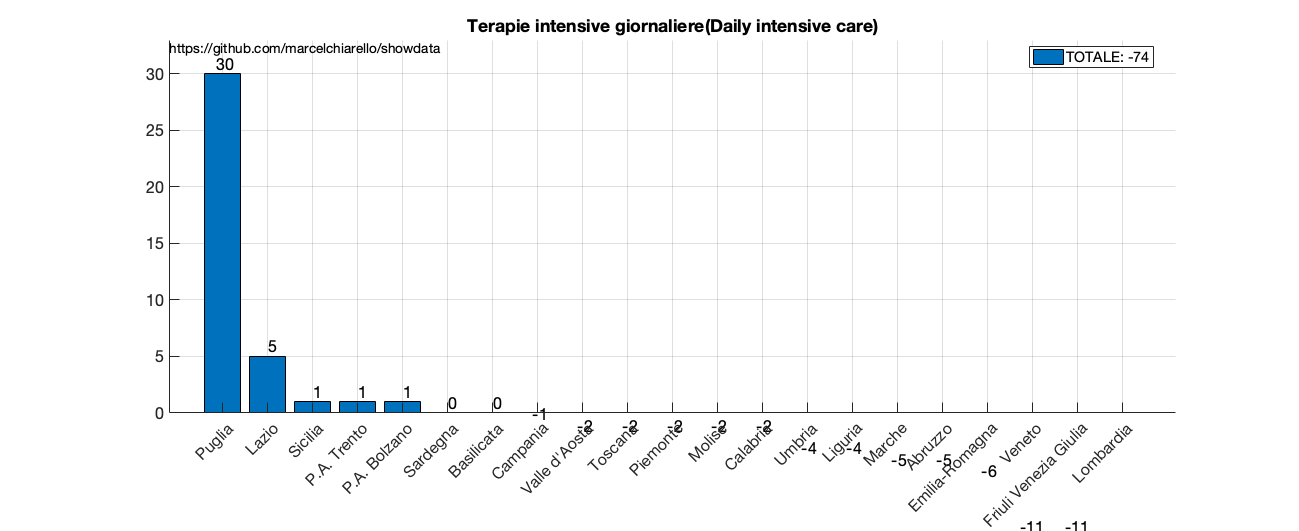 Terapie intensive giornaliere(Daily intensive care)
https://github.com/marcelchiarello/showdata
TOTALE: -74
30
25
20
15
10
5
0
30
5
1
1
1
0
0
-1
-2
-2
-2
-2
-2
-4
-4
-5
-5
-6
-11
-11
Puglia
Lazio
Sicilia
P.A. Trento
P.A. Bolzano
Sardegna
Basilicata
Campania
Valle d'Aosta
Toscana
Piemonte
Molise
Calabria
Umbria
Liguria
Marche
Abruzzo
Emilia-Romagna
Veneto
Friuli Venezia Giulia
Lombardia